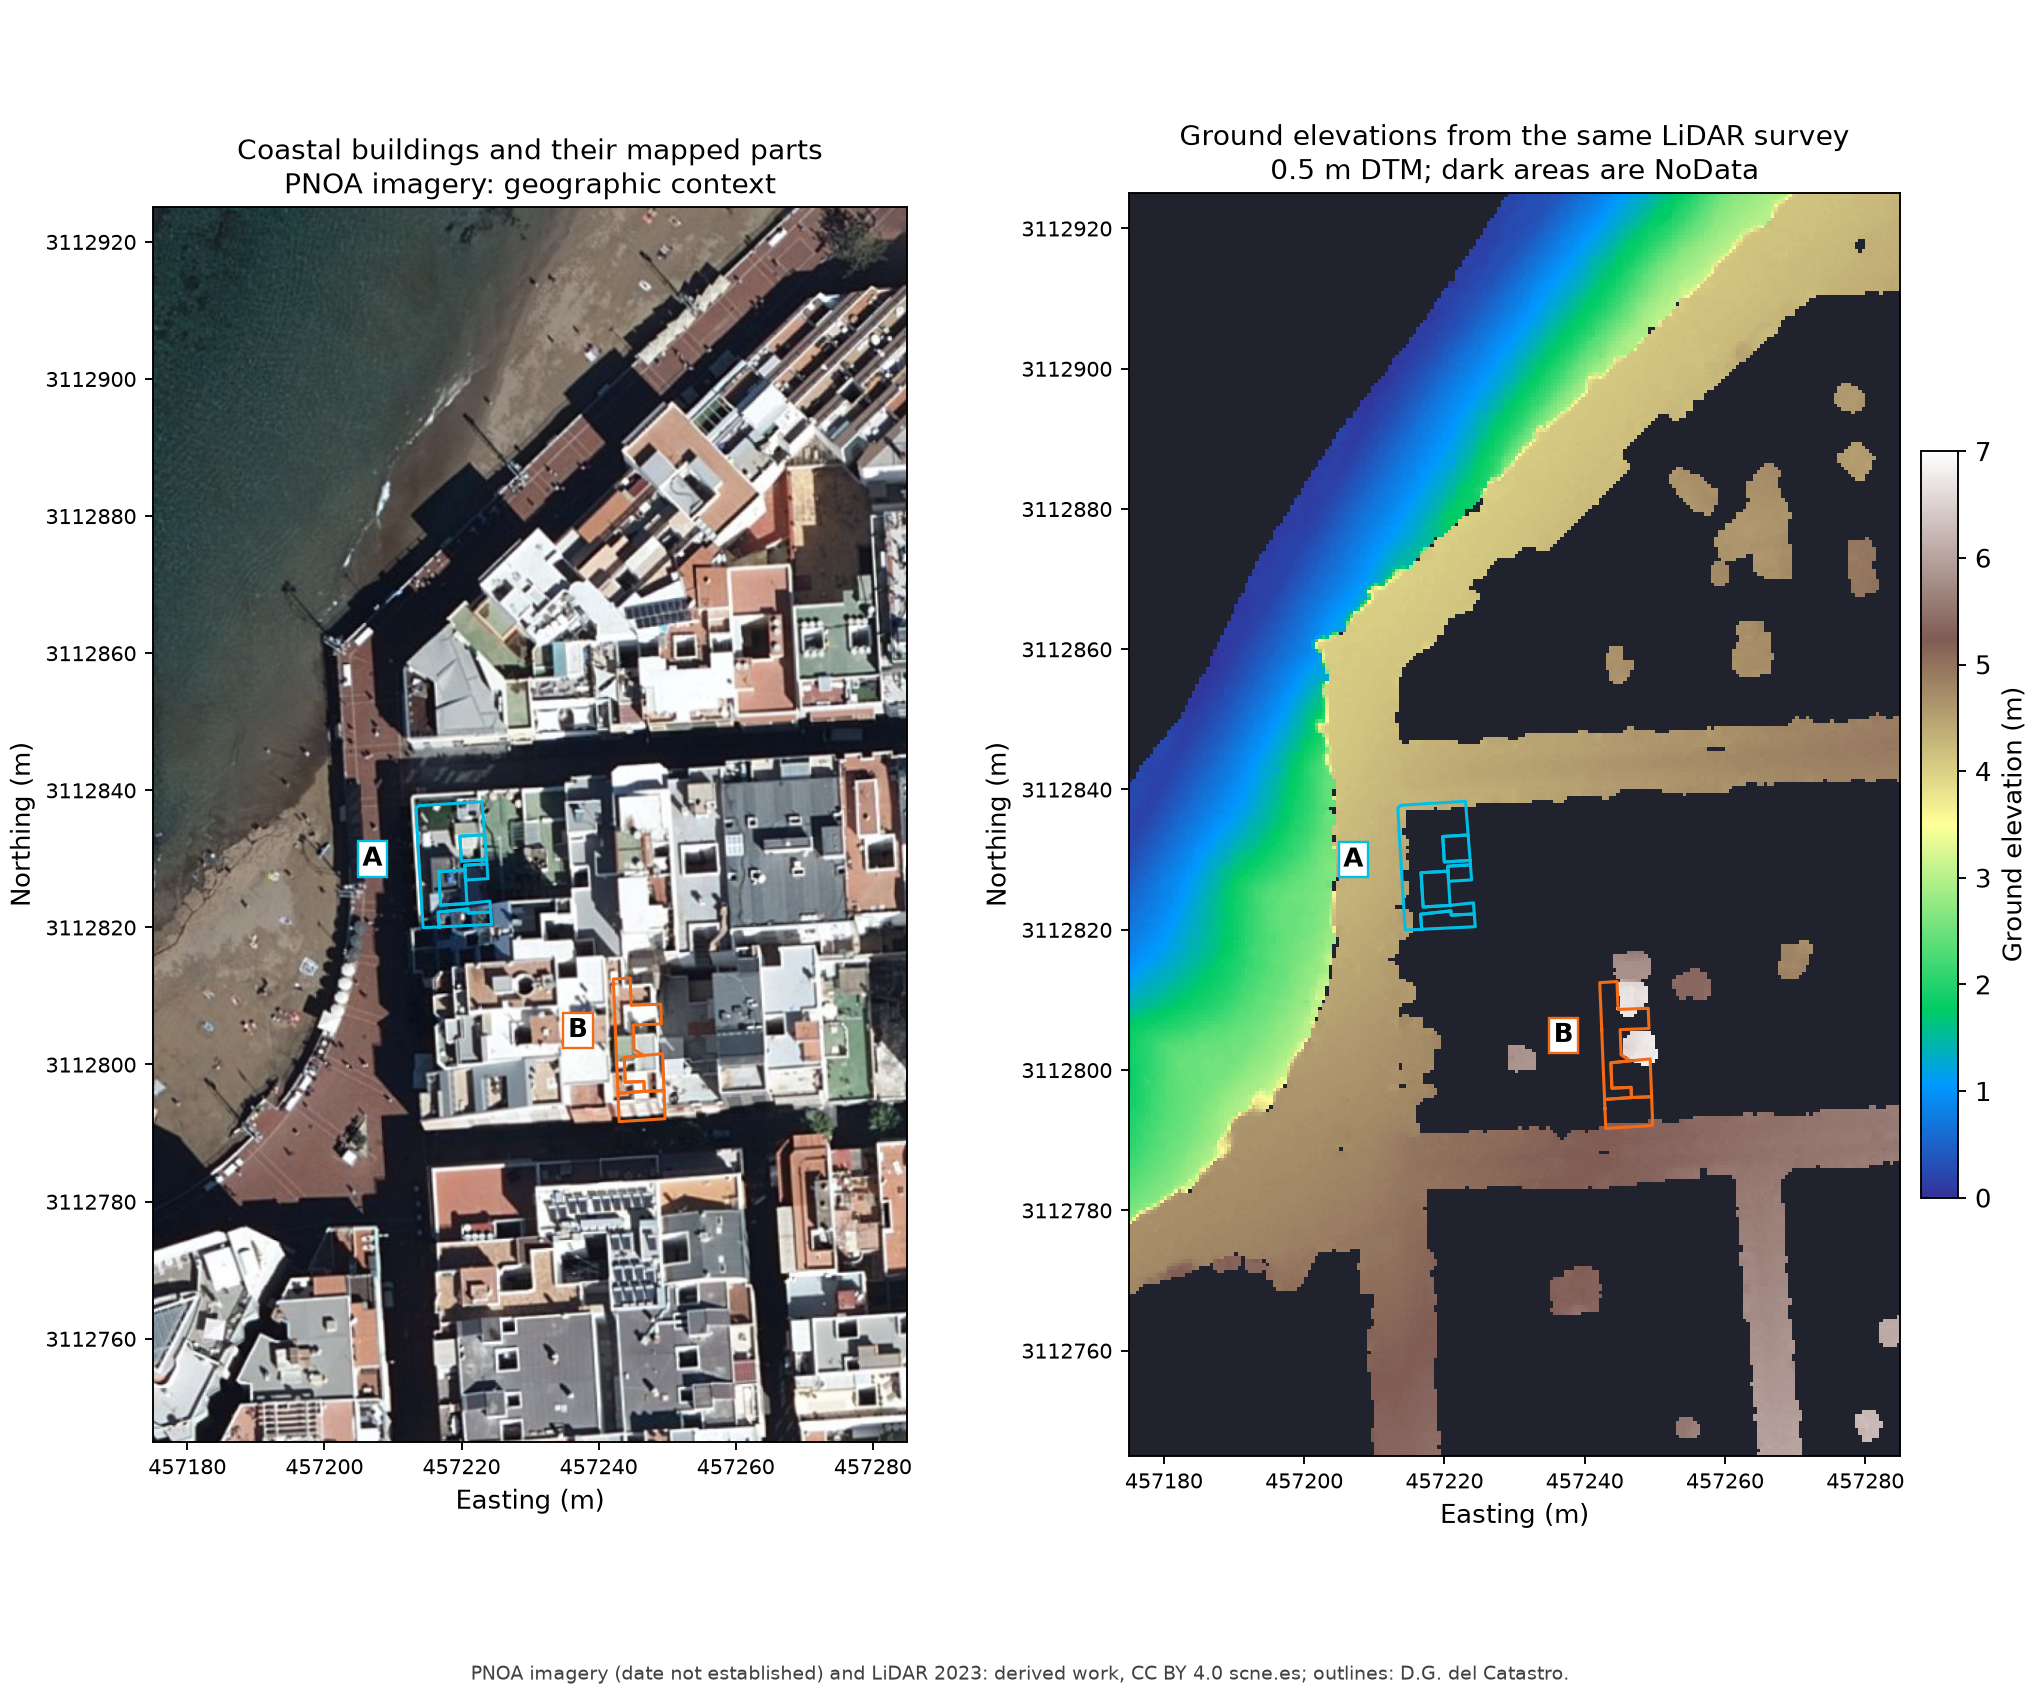 Coastal buildings and their mapped parts
PNOA imagery: geographic context
3112920
3112900
3112880
3112860
3112840
3112820
3112800
3112780
3112760
Northing (m)
A
B
457180 457200 457220 457240 457260 457280
Easting (m)
Ground elevations from the same LiDAR survey
0.5 m DTM; dark areas are NoData
3112920
3112900
3112880
3112860
3112840
3112820
3112800
3112780
3112760
Northing (m)
A
B
457180 457200 457220 457240 457260 457280
Easting (m)
7
6
5
4
3
2
1
0
Ground elevation (m)
PNOA imagery (date not established) and LiDAR 2023: derived work, CC BY 4.0 scne.es; outlines: D.G. del Catastro.